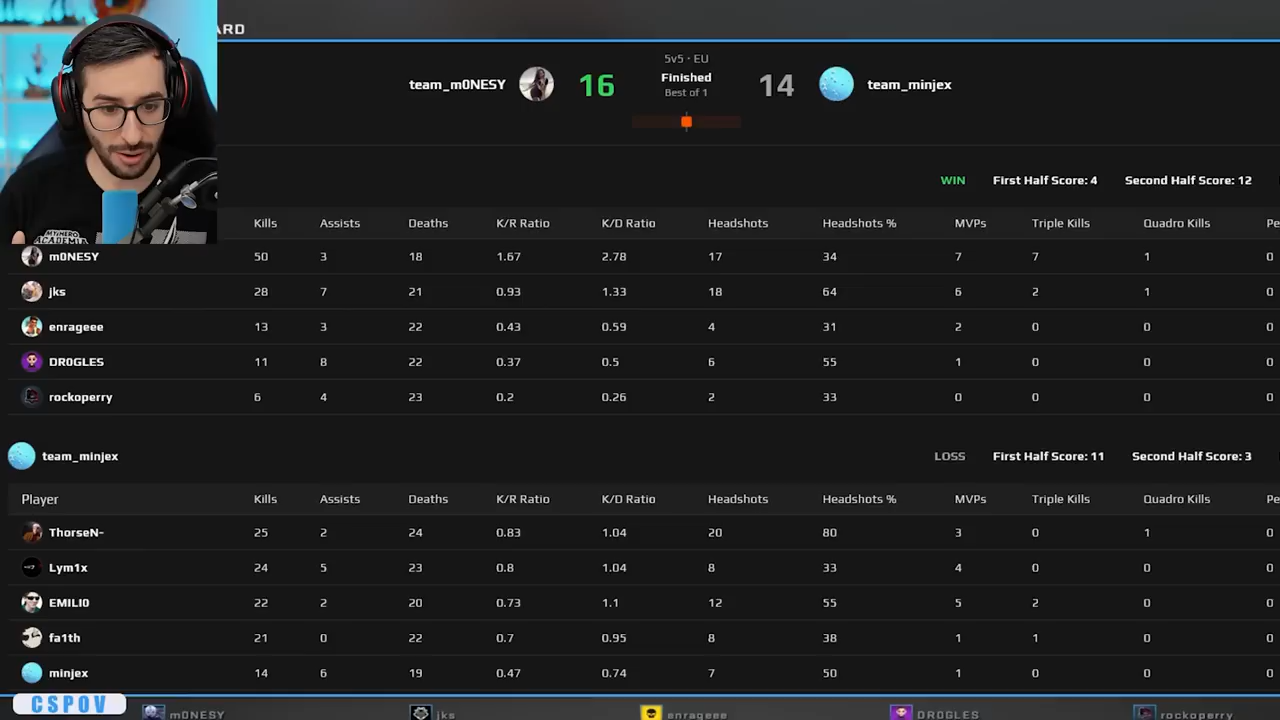 ARD
team_m0NESY 16 5v5 • EU Finished Best of 1 14 team_minjex
WIN First Half Score: 4 Second Half Score: 12
Kills Assists Deaths K/R Ratio K/D Ratio Headshots Headshots % MVPs Triple Kills Quadro Kills Pe
m0NESY 50 3 18 1.67 2.78 17 34 7 7 1 0
jks 28 7 21 0.93 1.33 18 64 6 2 1 0
enrageee 13 3 22 0.43 0.59 4 31 2 0 0 0
DR0GLES 11 8 22 0.37 0.5 6 55 1 0 0 0
rockoperry 6 4 23 0.2 0.26 2 33 0 0 0 0
team_minjex LOSS First Half Score: 11 Second Half Score: 3
Player Kills Assists Deaths K/R Ratio K/D Ratio Headshots Headshots % MVPs Triple Kills Quadro Kills Pe
ThorseN- 25 2 24 0.83 1.04 20 80 3 0 1 0
Lym1x 24 5 23 0.8 1.04 8 33 4 0 0 0
EMILI0 22 2 20 0.73 1.1 12 55 5 2 0 0
fa1th 21 0 22 0.7 0.95 8 38 1 1 0 0
minjex 14 6 19 0.47 0.74 7 50 1 0 0 0
CSPOV m0NESY jks enrageee DR0GLES rockoperry
MY HERO
ACADEMIA